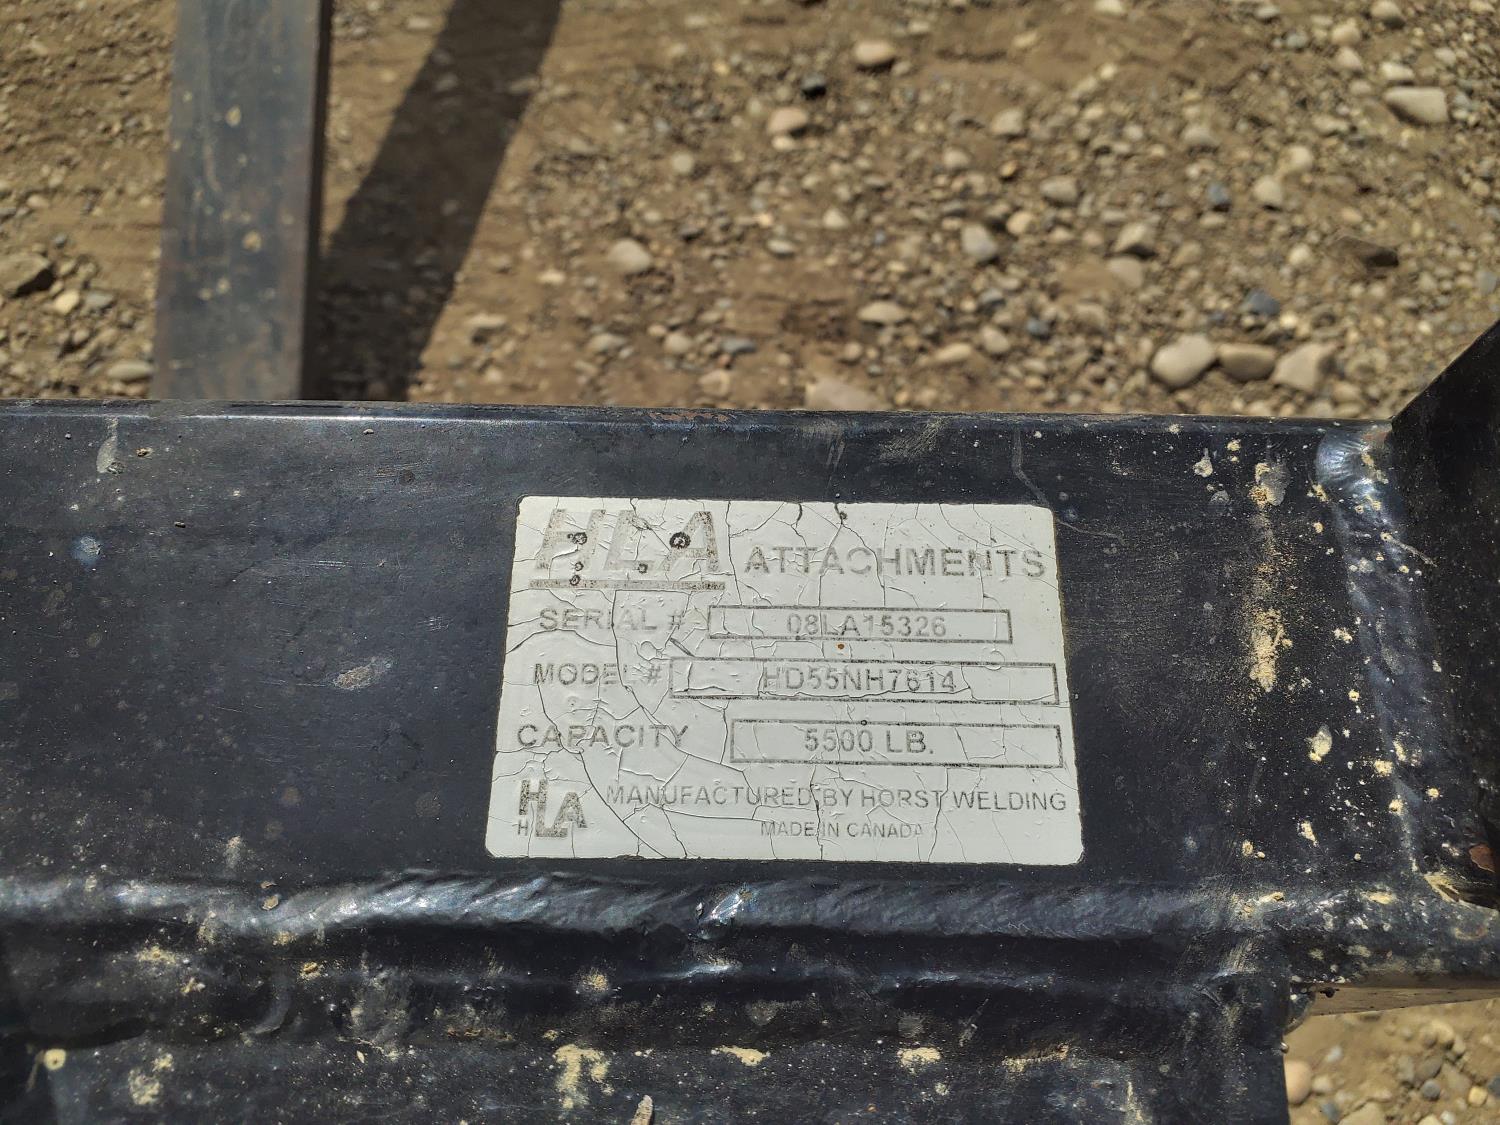 HLA ATTACHMENTS
SERIAL # 08LA15326
MODEL # HD55NH7614
CAPACITY 5500 LB.
HLA MANUFACTURED BY HORST WELDING
MADE IN CANADA